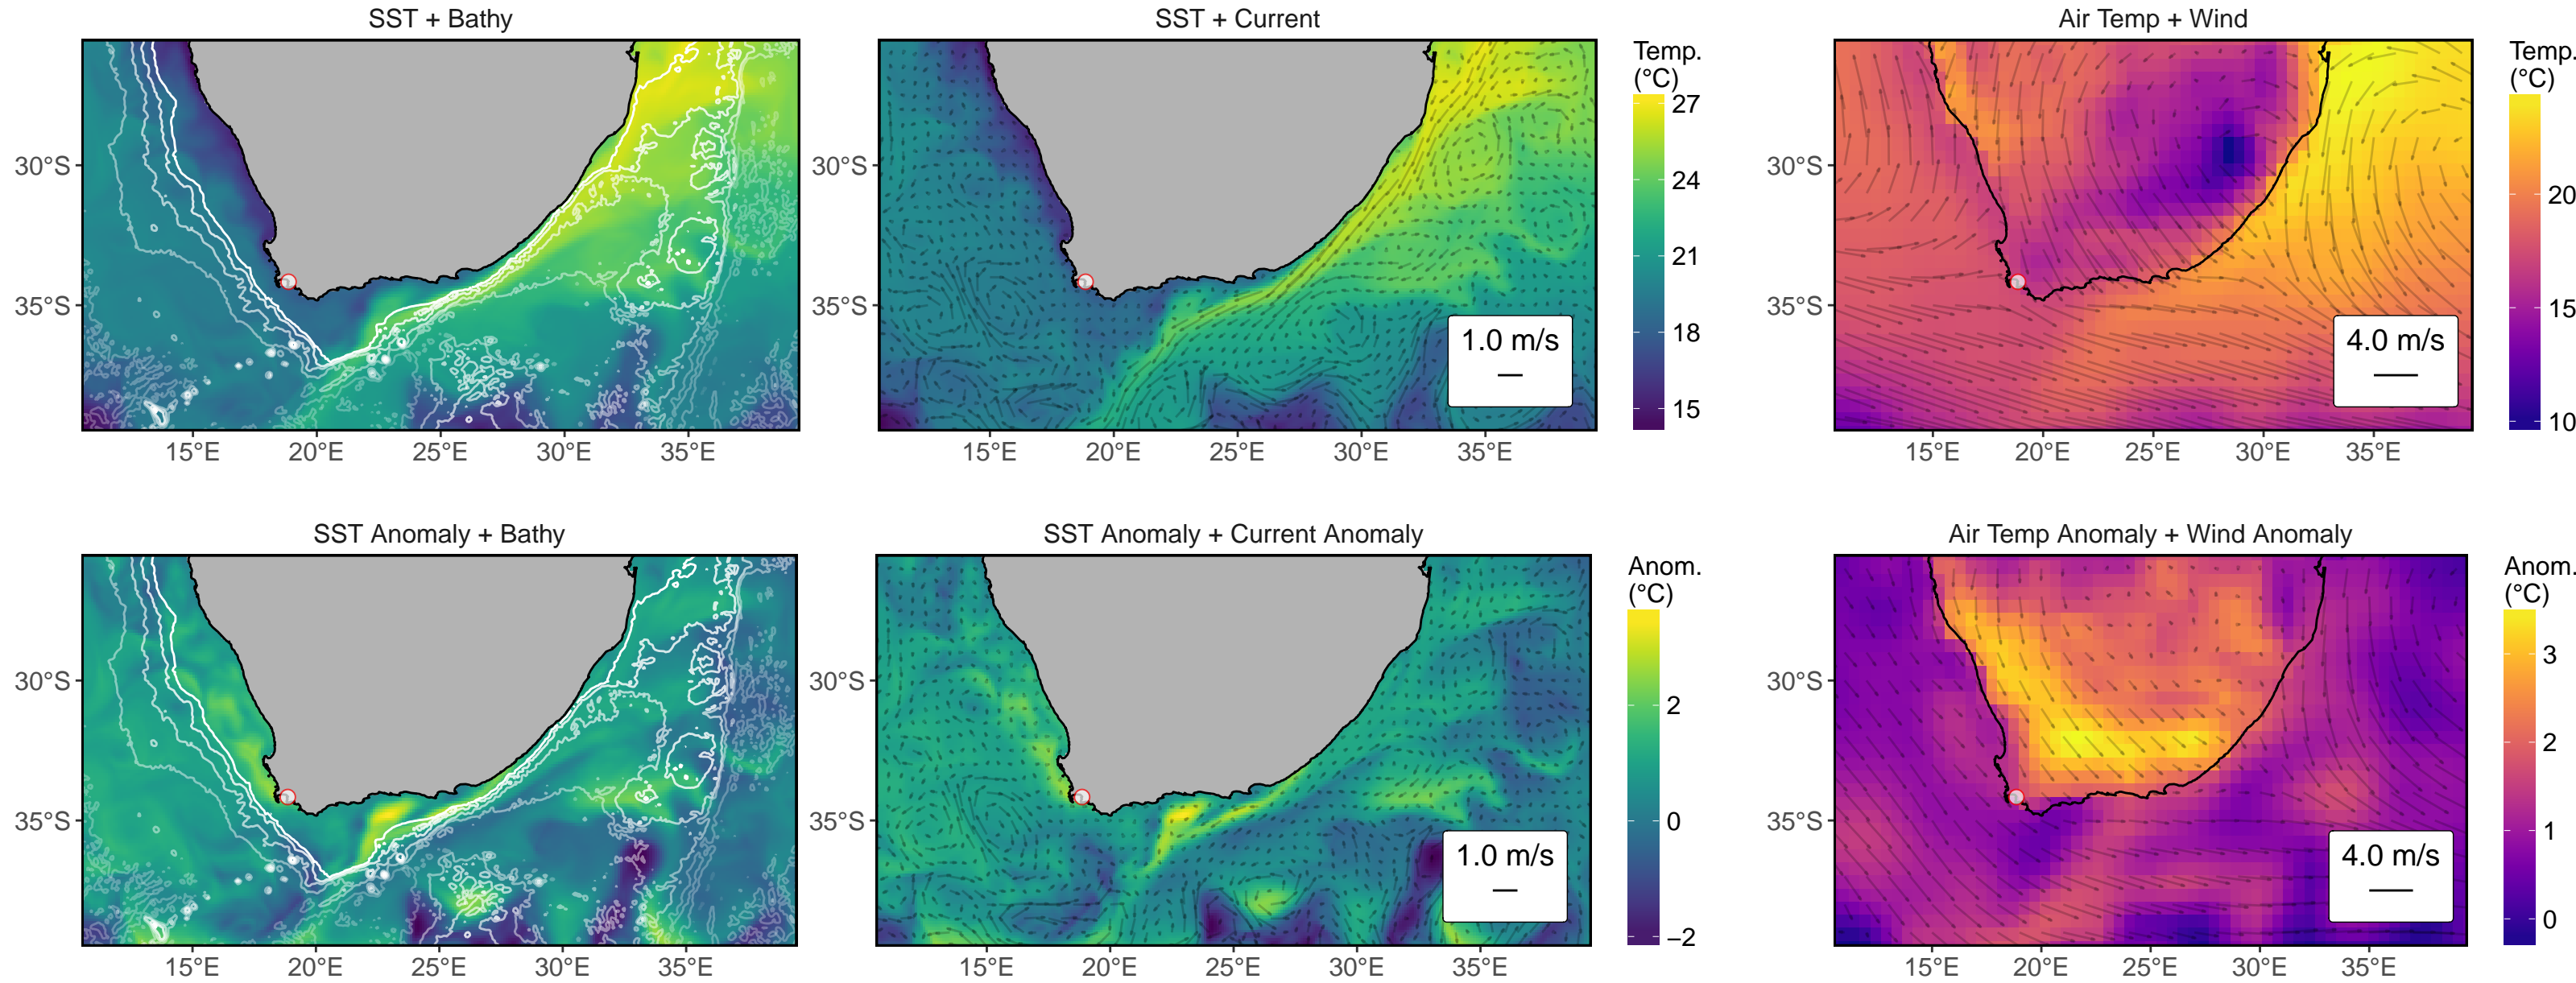 SST + Bathy
SST + Current
Air Temp + Wind
30°S
35°S
15°E 20°E 25°E 30°E 35°E
30°S
35°S
15°E 20°E 25°E 30°E 35°E
1.0 m/s
Temp.
(°C)
27
24
21
18
15
30°S
35°S
15°E 20°E 25°E 30°E 35°E
4.0 m/s
Temp.
(°C)
20
15
10
SST Anomaly + Bathy
SST Anomaly + Current Anomaly
Air Temp Anomaly + Wind Anomaly
30°S
35°S
15°E 20°E 25°E 30°E 35°E
30°S
35°S
15°E 20°E 25°E 30°E 35°E
1.0 m/s
Anom.
(°C)
2
0
−2
30°S
35°S
15°E 20°E 25°E 30°E 35°E
4.0 m/s
Anom.
(°C)
3
2
1
0